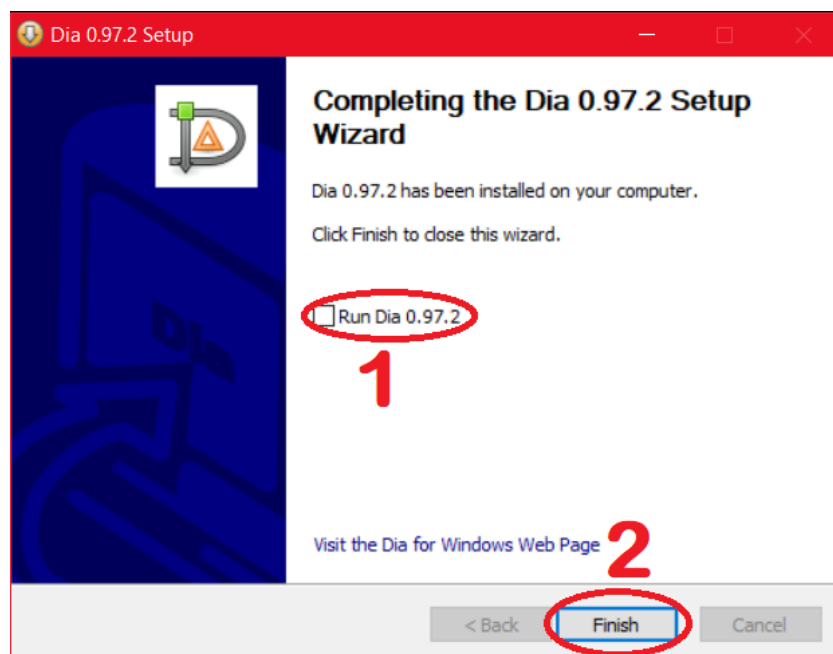 Dia 0.97.2 Setup
Completing the Dia 0.97.2 Setup
Wizard
Dia 0.97.2 has been installed on your computer.
Click Finish to close this wizard.
Dia
Run Dia 0.97.2
1
Visit the Dia for Windows Web Page
2
< Back
Finish
Cancel